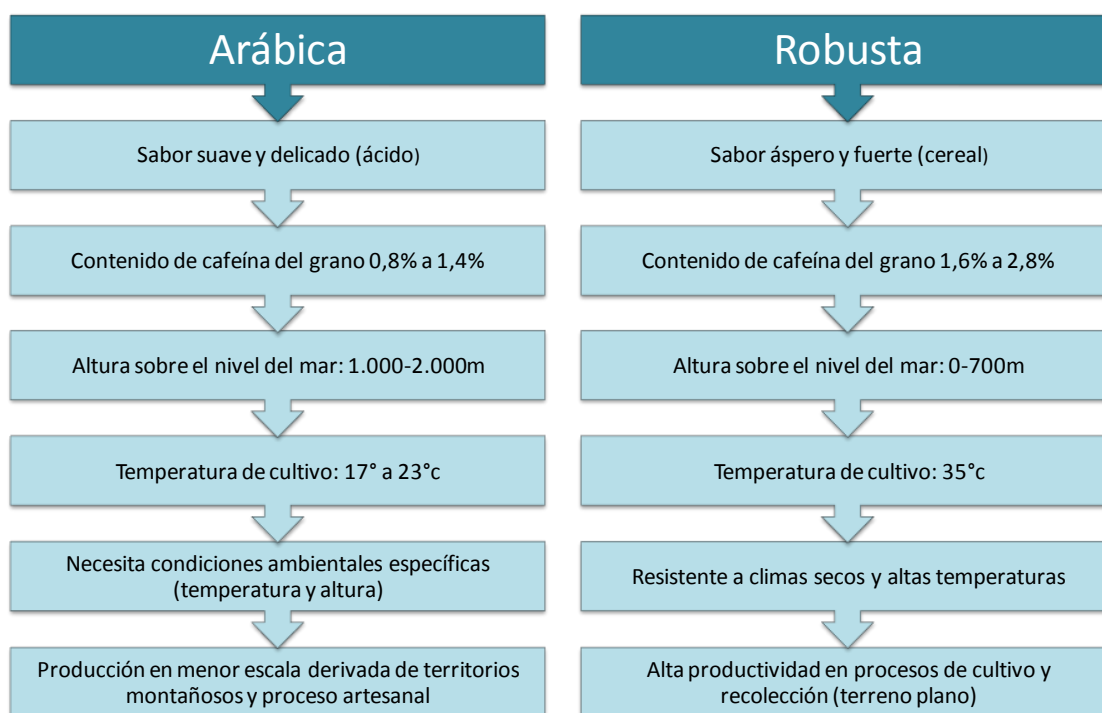 Arábica
Sabor suave y delicado (ácido)
Contenido de cafeína del grano 0,8% a 1,4%
Altura sobre el nivel del mar: 1.000-2.000m
Temperatura de cultivo: 17° a 23°c
Necesita condiciones ambientales específicas
(temperatura y altura)
Producción en menor escala derivada de territorios
montañosos y proceso artesanal
Robusta
Sabor áspero y fuerte (cereal)
Contenido de cafeína del grano 1,6% a 2,8%
Altura sobre el nivel del mar: 0-700m
Temperatura de cultivo: 35°c
Resistente a climas secos y altas temperaturas
Alta productividad en procesos de cultivo y
recolección (terreno plano)